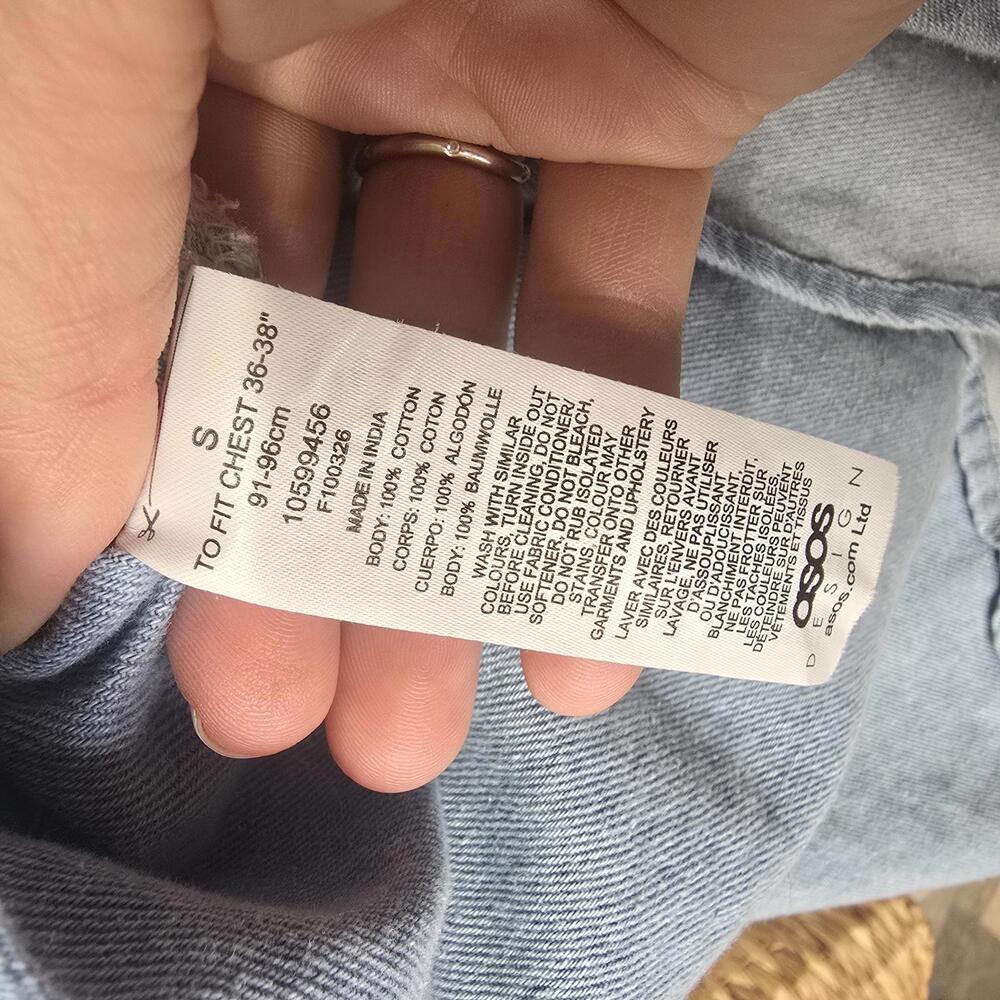 S
TO FIT CHEST 36-38"
91-96cm
10599456
F100326
MADE IN INDIA
BODY: 100% COTTON
CORPS: 100% COTON
CUERPO: 100% ALGODÓN
BODY: 100% BAUMWOLLE
WASH WITH SIMILAR
COLOURS, TURN INSIDE OUT
BEFORE CLEANING, DO NOT
USE FABRIC CONDITIONER/
SOFTENER, DO NOT BLEACH,
DO NOT RUB ISOLATED
STAINS, COLOUR MAY
TRANSFER ONTO OTHER
GARMENTS AND UPHOLSTERY
LAVER AVEC DES COULEURS
SIMILAIRES, RETOURNER
SUR L'ENVERS AVANT
LAVAGE, NE PAS UTILISER
D'ASSOUPLISSANT
OU D'ADOUCISSANT,
BLANCHIMENT INTERDIT,
NE PAS FROTTER SUR
LES TACHES ISOLÉES,
LES COULEURS PEUVENT
DÉTEINDRE SUR D'AUTRES
VÊTEMENTS ET TISSUS
asos
DESIGN
asos.com Ltd